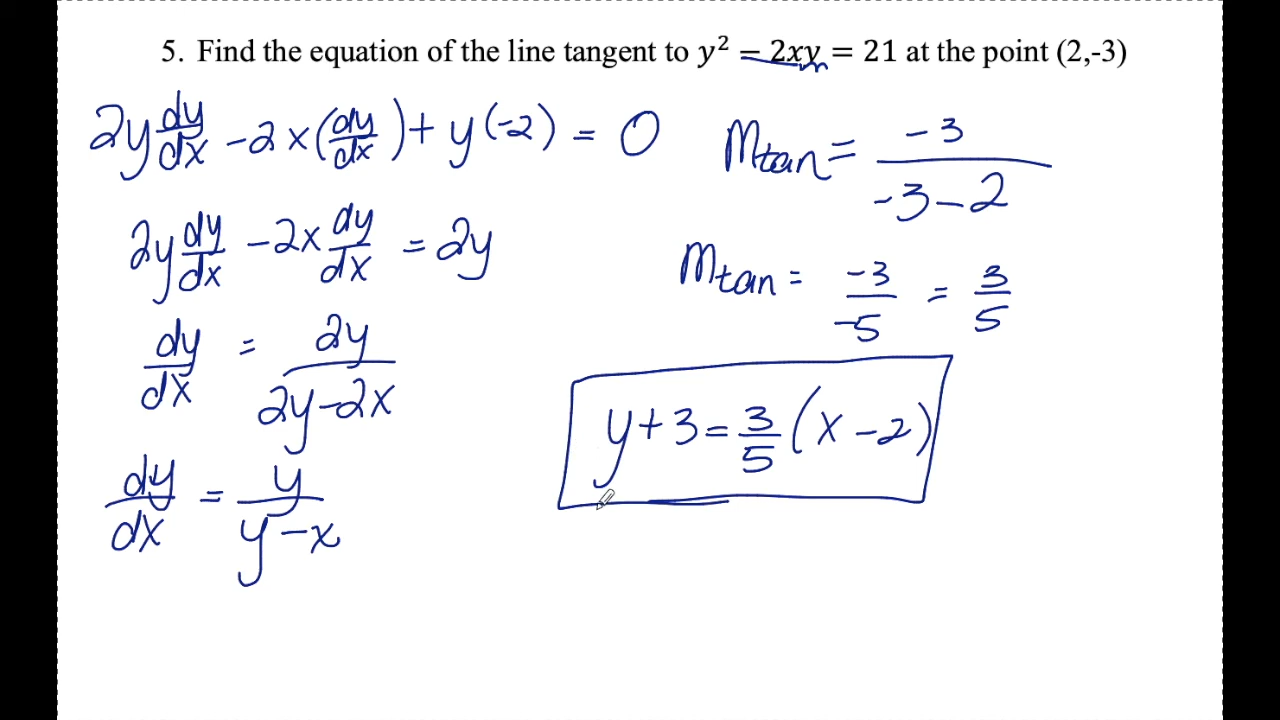 5. Find the equation of the line tangent to y² − 2xy = 21 at the point (2,-3)
2y dy/dx - 2x(dy/dx) + y(-2) = 0
2y dy/dx - 2x dy/dx = 2y
dy/dx = 2y/(2y-2x)
dy/dx = y/(y-x)
Mtan = -3/(-3-2)
Mtan = -3/-5 = 3/5
y+3 = 3/5 (x-2)